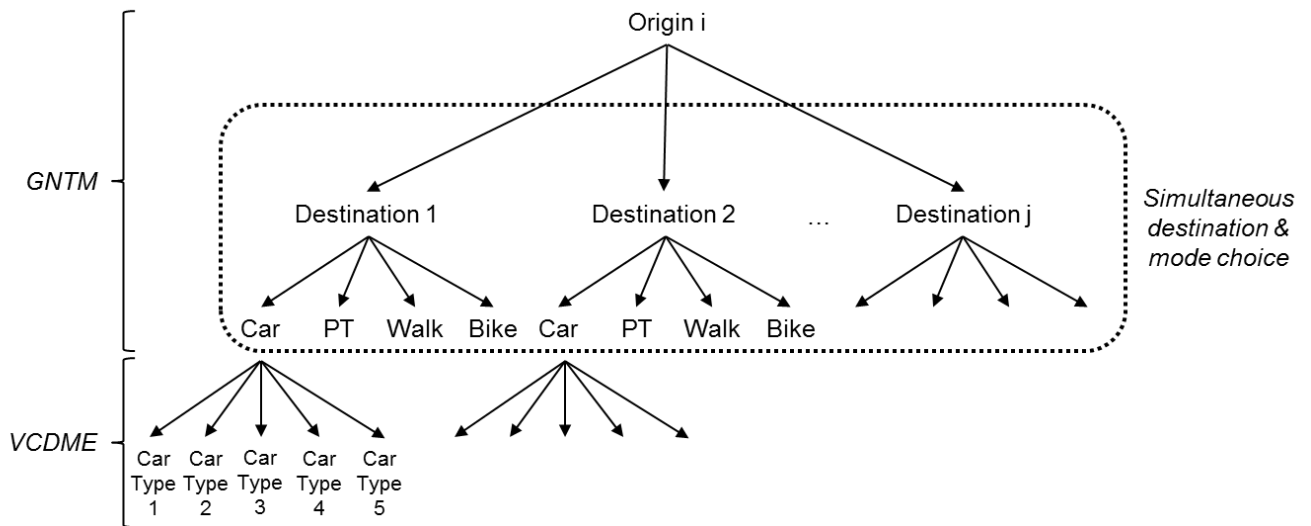 Origin i
GNTM
Destination 1
Destination 2
...
Destination j
Simultaneous
destination &
mode choice
Car PT Walk Bike Car PT Walk Bike
VCDME
Car Type 1
Car Type 2
Car Type 3
Car Type 4
Car Type 5